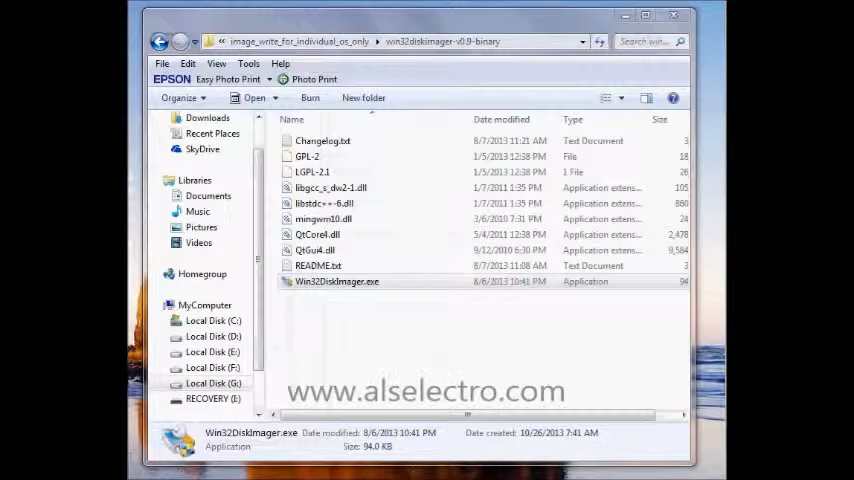 « image_write_for_individual_os_only ▸ win32diskimager-v0.9-binary
Search win...
File Edit View Tools Help
EPSON Easy Photo Print Photo Print
Organize Open Burn New folder
Name Date modified Type Size
Downloads
Recent Places
SkyDrive
Libraries
Documents
Music
Pictures
Videos
Homegroup
MyComputer
Local Disk (C:)
Local Disk (D:)
Local Disk (E:)
Local Disk (F:)
Local Disk (G:)
Changelog.txt 8/7/2013 11:21 AM Text Document 3
GPL-2 1/5/2013 12:38 PM File 18
LGPL-2.1 1/5/2013 12:38 PM 1 File 26
libgcc_s_dw2-1.dll 1/7/2011 1:35 PM Application extens... 105
libstdc++-6.dll 1/7/2011 1:35 PM Application extens... 860
mingwm10.dll 3/6/2010 7:31 PM Application extens... 24
QtCore4.dll 5/4/2011 12:38 PM Application extens... 2,478
QtGui4.dll 9/12/2010 6:30 PM Application extens... 9,584
README.txt 8/7/2013 11:08 AM Text Document 3
Win32DiskImager.exe 8/6/2013 10:41 PM Application 94
www.alselectro.com
Win32DiskImager.exe Date modified: 8/6/2013 10:41 PM Date created: 10/26/2013 7:41 AM
Application Size: 94.0 KB